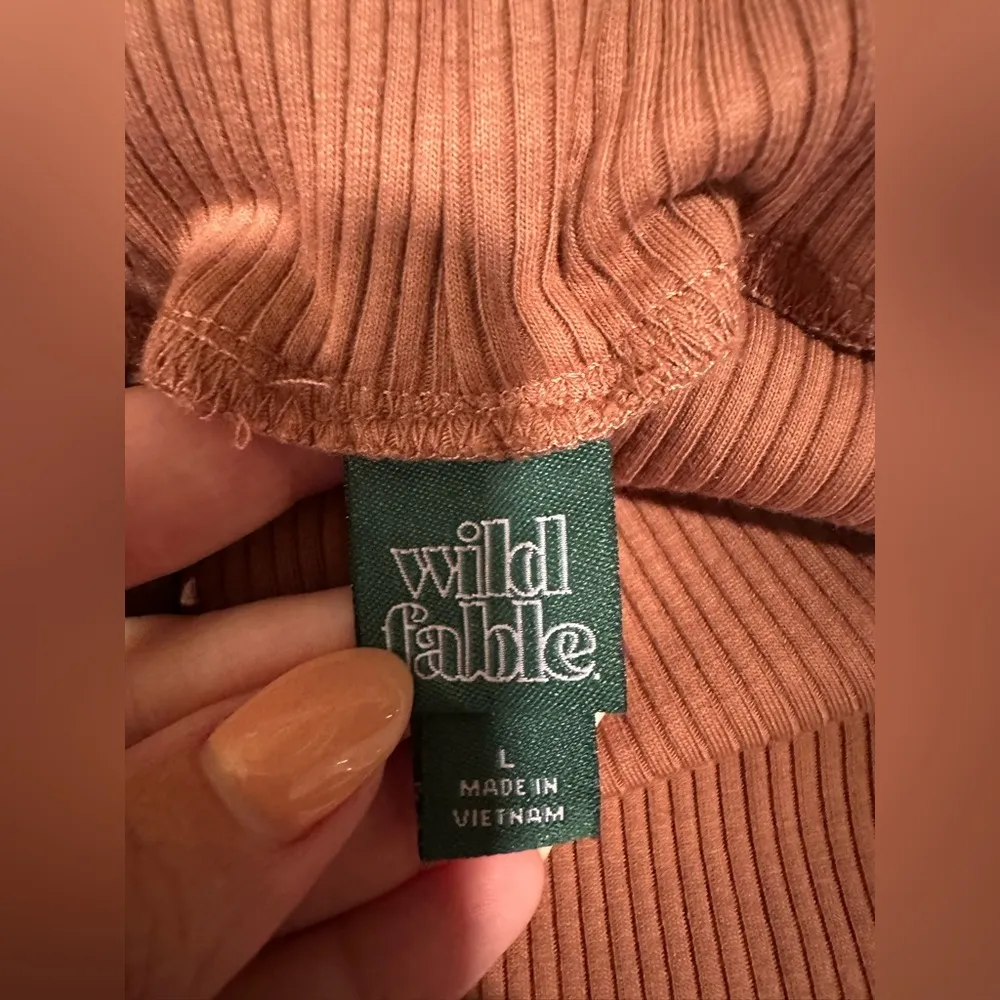 wild
fable.
L
MADE IN
VIETNAM